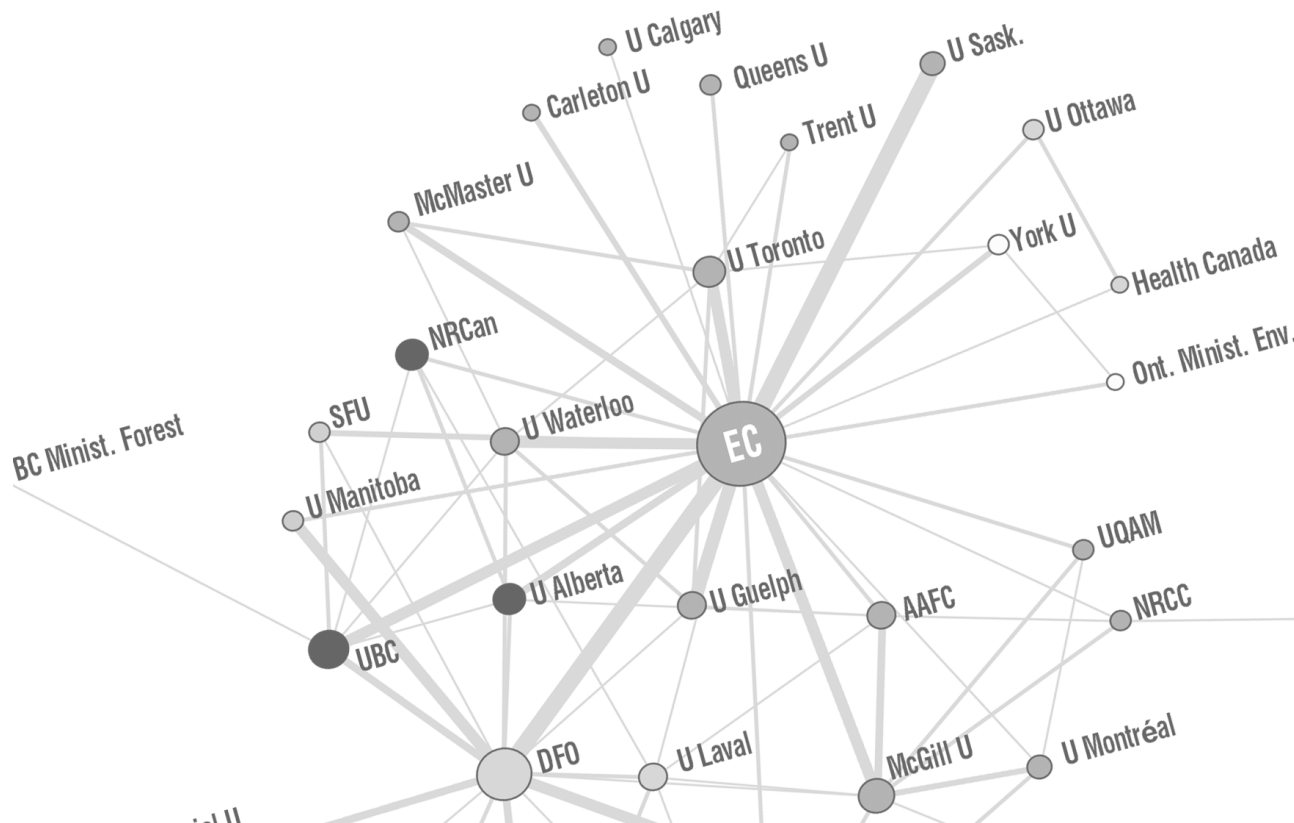 U Calgary
U Sask.
Queens U
Carleton U
U Ottawa
Trent U
McMaster U
York U
U Toronto
Health Canada
NRCan
Ont. Minist. Env.
SFU
U Waterloo
EC
BC Minist. Forest
U Manitoba
UQAM
U Alberta
U Guelph
AAFC
NRCC
UBC
DFO
U Laval
McGill U
U Montréal